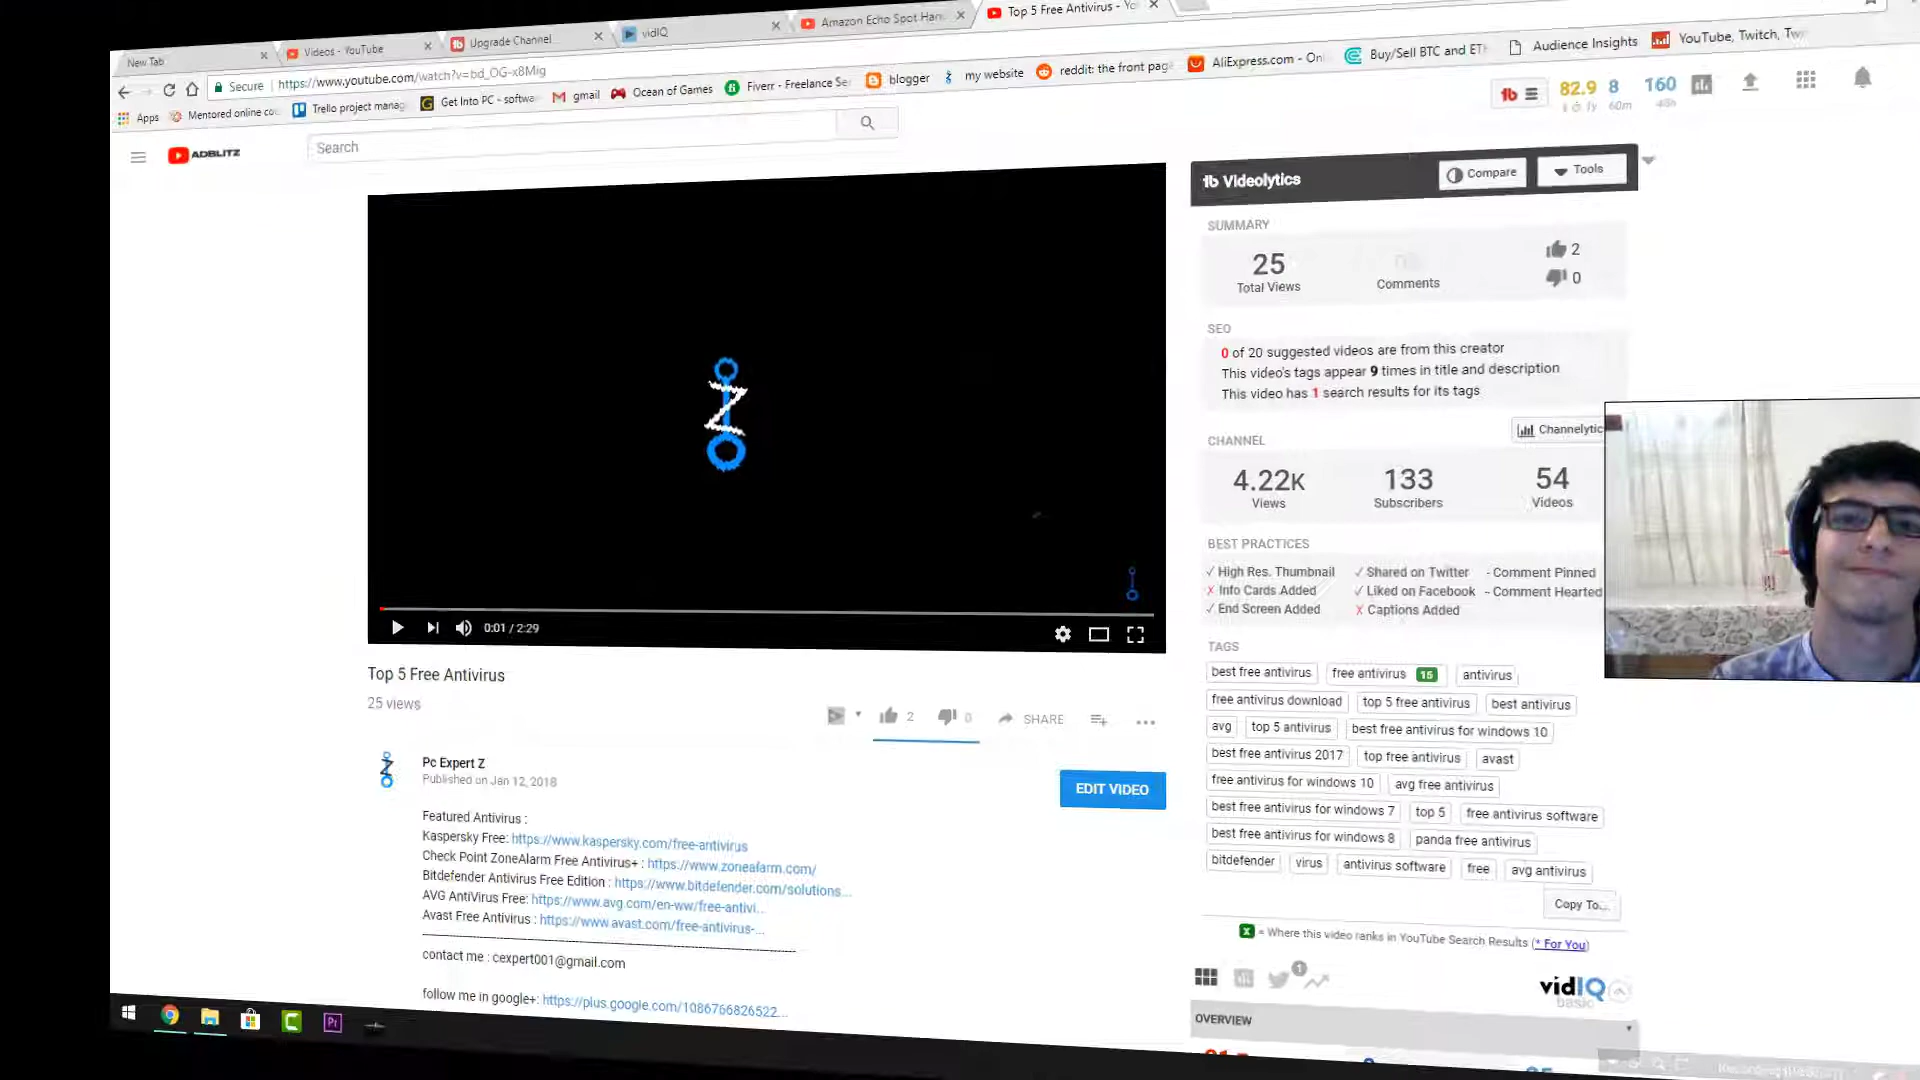 New Tab
Videos - YouTube
Upgrade Channel
vidIQ
Amazon Echo Spot Han
Top 5 Free Antivirus - Yo
Secure
https://www.youtube.com/watch?v=bd_OG-x8Mig
Apps
Mentored online co
Trello project manag
Get Into PC - softwa
gmail
Ocean of Games
Fiverr - Freelance Se
blogger
my website
reddit: the front page
AliExpress.com - On
Buy/Sell BTC and ETH
Audience Insights
YouTube, Twitch, Tw
ADBLITZ
Search
82.9 8 160
60m 48h
Videolytics
Compare
Tools
SUMMARY
25
Total Views
Comments
2
0
SEO
0 of 20 suggested videos are from this creator
This video's tags appear 9 times in title and description
This video has 1 search results for its tags
CHANNEL
Channelytic
4.22K
Views
133
Subscribers
54
Videos
BEST PRACTICES
✓ High Res. Thumbnail
✓ Shared on Twitter
- Comment Pinned
✗ Info Cards Added
✓ Liked on Facebook
- Comment Hearted
✓ End Screen Added
✗ Captions Added
TAGS
best free antivirus
free antivirus 15
antivirus
free antivirus download
top 5 free antivirus
best antivirus
avg
top 5 antivirus
best free antivirus for windows 10
best free antivirus 2017
top free antivirus
avast
free antivirus for windows 10
avg free antivirus
best free antivirus for windows 7
top 5
free antivirus software
best free antivirus for windows 8
panda free antivirus
bitdefender
virus
antivirus software
free
avg antivirus
Copy To...
x = Where this video ranks in YouTube Search Results (* For You)
1
vidIQ
basic
OVERVIEW
Z
0:01 / 2:29
Top 5 Free Antivirus
25 views
2
0
SHARE
Pc Expert Z
Published on Jan 12, 2018
EDIT VIDEO
Featured Antivirus :
Kaspersky Free: https://www.kaspersky.com/free-antivirus
Check Point ZoneAlarm Free Antivirus+ : https://www.zonealarm.com/
Bitdefender Antivirus Free Edition : https://www.bitdefender.com/solutions...
AVG AntiVirus Free: https://www.avg.com/en-ww/free-antivi...
Avast Free Antivirus : https://www.avast.com/free-antivirus-...
contact me : cexpert001@gmail.com
follow me in google+: https://plus.google.com/1086766826522...
Pr